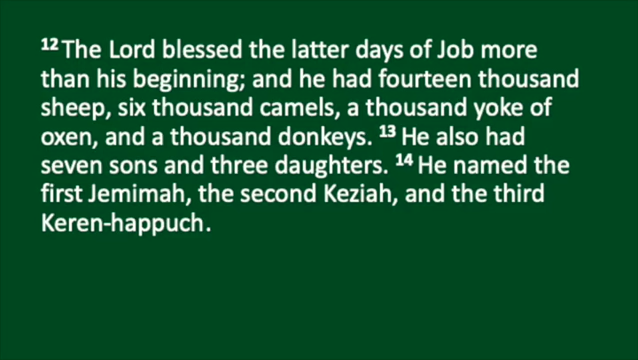 ¹²The Lord blessed the latter days of Job more
than his beginning; and he had fourteen thousand
sheep, six thousand camels, a thousand yoke of
oxen, and a thousand donkeys. ¹³ He also had
seven sons and three daughters. ¹⁴ He named the
first Jemimah, the second Keziah, and the third
Keren-happuch.